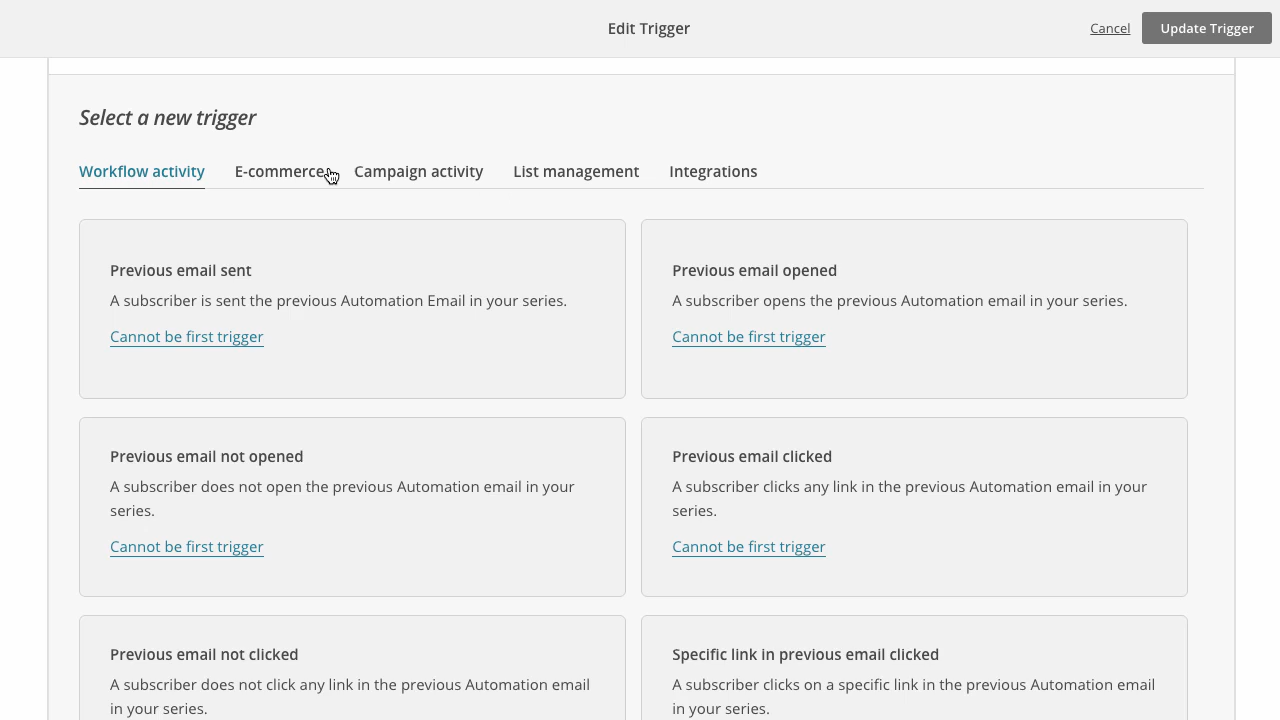 Edit Trigger
Cancel
Update Trigger
Select a new trigger
Workflow activity
E-commerce
Campaign activity
List management
Integrations
Previous email sent
A subscriber is sent the previous Automation Email in your series.
Cannot be first trigger
Previous email opened
A subscriber opens the previous Automation email in your series.
Cannot be first trigger
Previous email not opened
A subscriber does not open the previous Automation email in your
series.
Cannot be first trigger
Previous email clicked
A subscriber clicks any link in the previous Automation email in your
series.
Cannot be first trigger
Previous email not clicked
A subscriber does not click any link in the previous Automation email
in your series.
Specific link in previous email clicked
A subscriber clicks on a specific link in the previous Automation email
in your series.